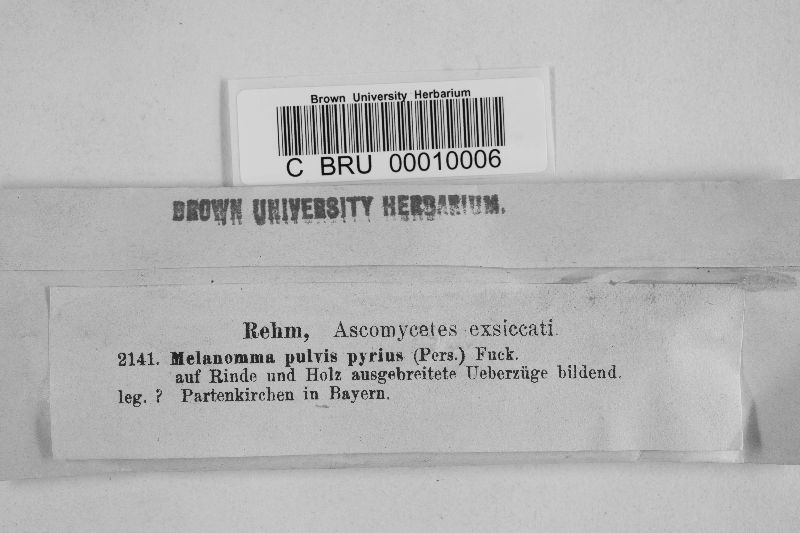 Brown University Herbarium
C BRU 00010006
BROWN UNIVERSITY HERBARIUM.
Rehm, Ascomycetes exsiccati.
2141. Melanomma pulvis pyrius (Pers.) Fuck.
auf Rinde und Holz ausgebreitete Ueberzüge bildend.
leg. ? Partenkirchen in Bayern.